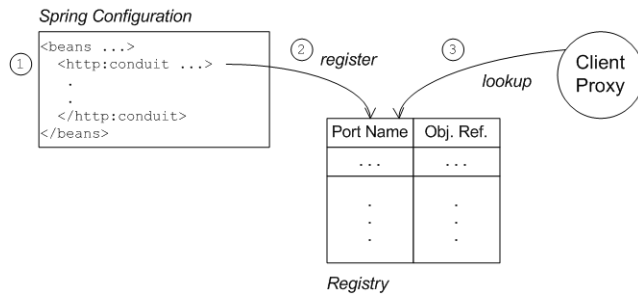 Spring Configuration
1
<beans ...>
<http:conduit ...>
.
.
</http:conduit>
</beans>
2
register
3
lookup
Client
Proxy
Port Name
Obj. Ref.
...
...
.
.
.
.
.
.
Registry